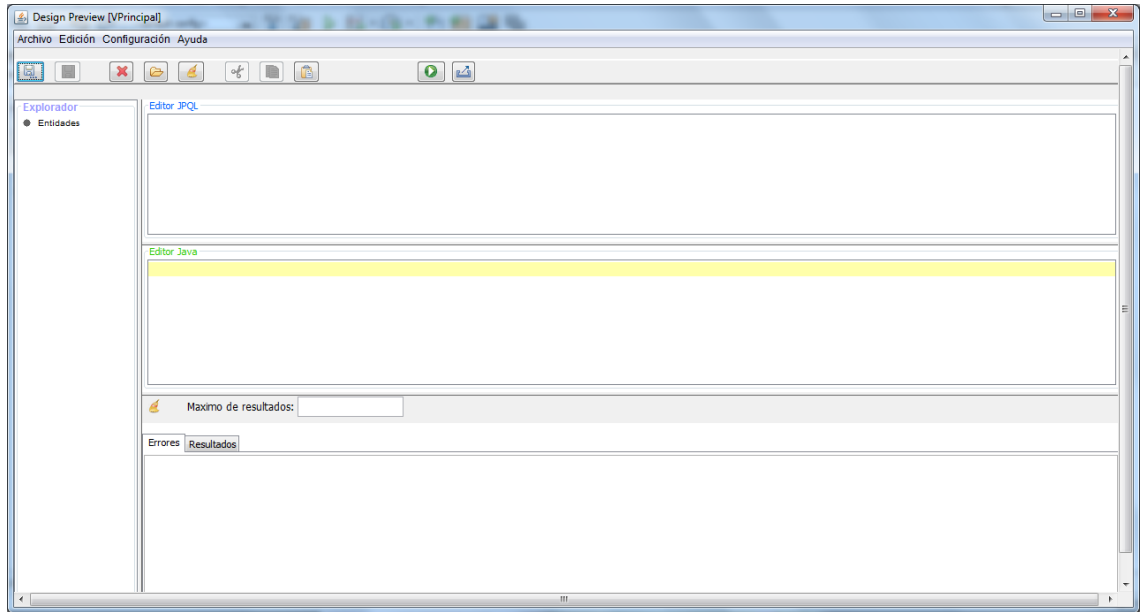 Design Preview [VPrincipal]
Archivo Edición Configuración Ayuda
Explorador
Entidades
Editor JPQL
Editor Java
Maximo de resultados:
Errores Resultados